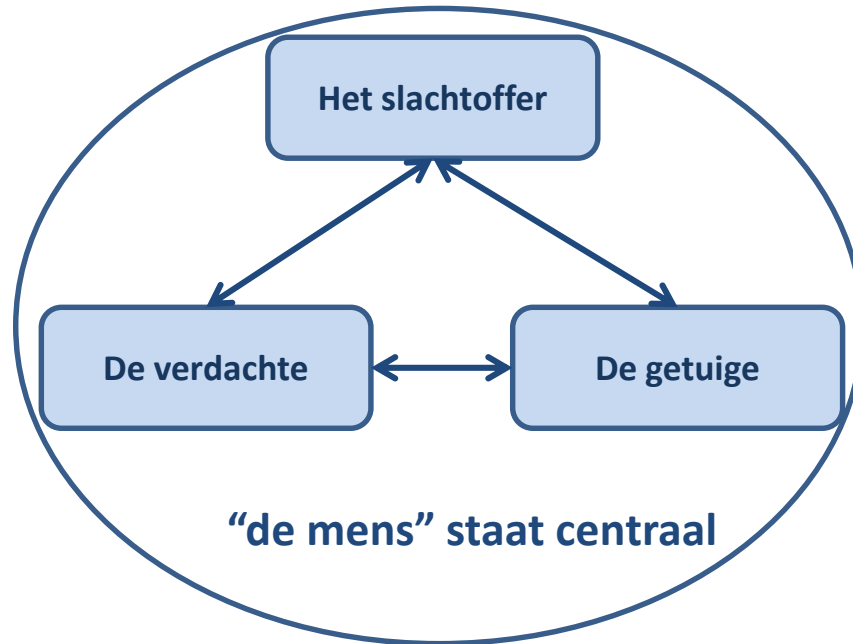 Het slachtoffer
De verdachte
De getuige
“de mens” staat centraal